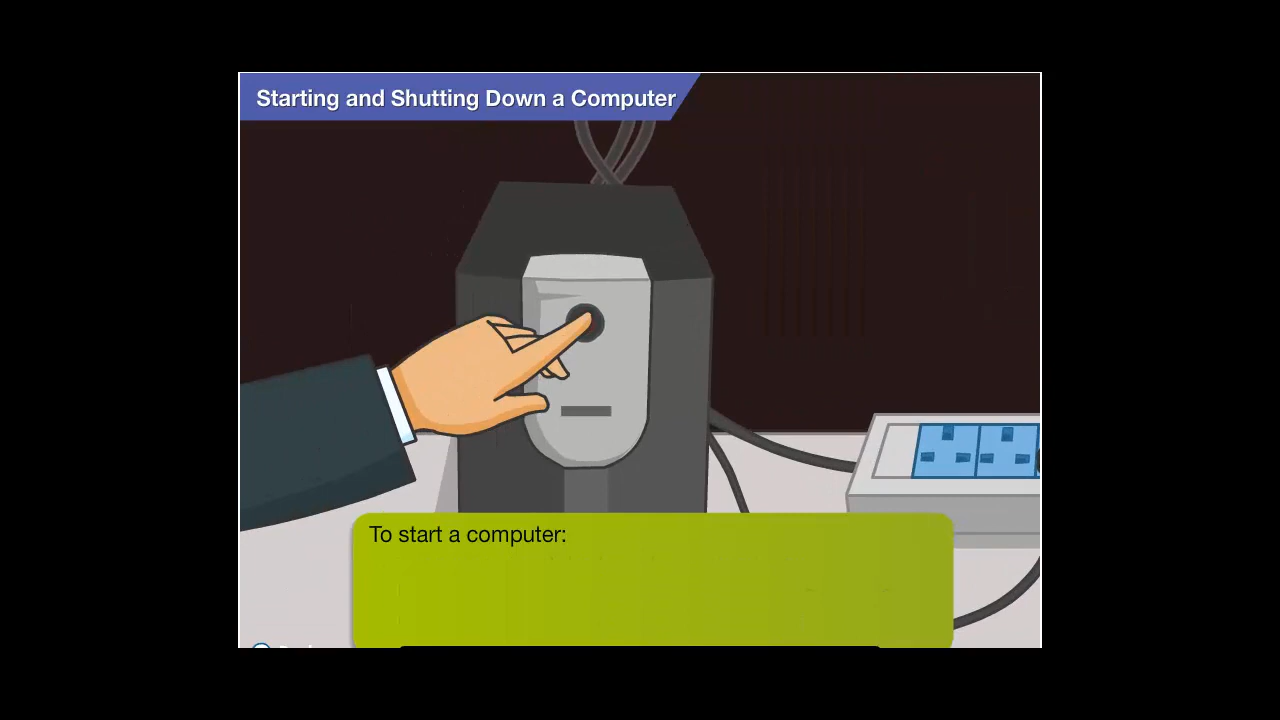 Starting and Shutting Down a Computer
To start a computer: